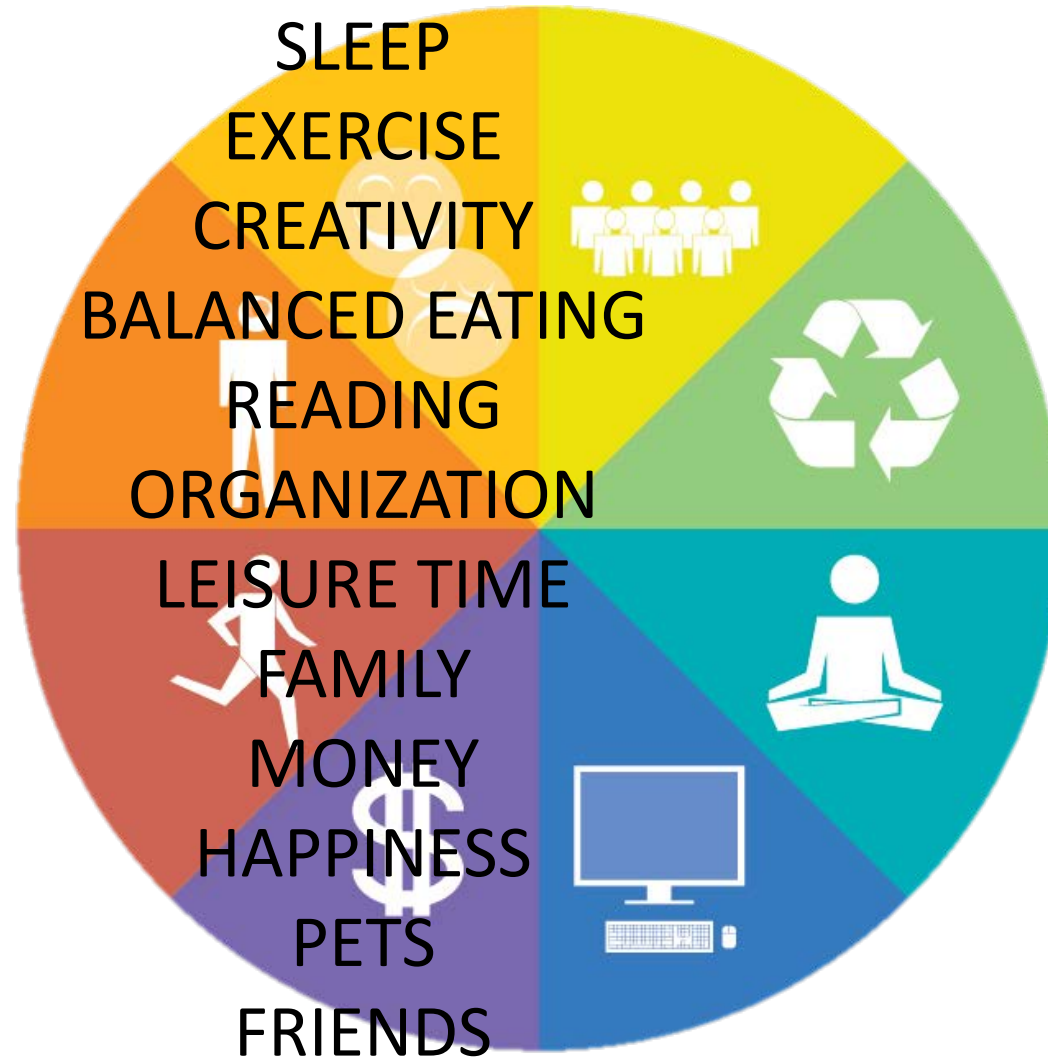 SLEEP
EXERCISE
CREATIVITY
BALANCED EATING
READING
ORGANIZATION
LEISURE TIME
FAMILY
MONEY
HAPPINESS
PETS
FRIENDS